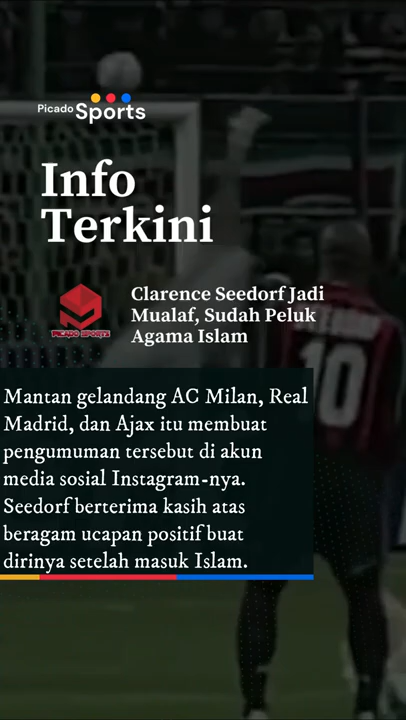 Picado Sports
Info
Terkini
PICADO SPORTS
Clarence Seedorf Jadi
Mualaf, Sudah Peluk
Agama Islam
10
Mantan gelandang AC Milan, Real
Madrid, dan Ajax itu membuat
pengumuman tersebut di akun
media sosial Instagram-nya.
Seedorf berterima kasih atas
beragam ucapan positif buat
dirinya setelah masuk Islam.